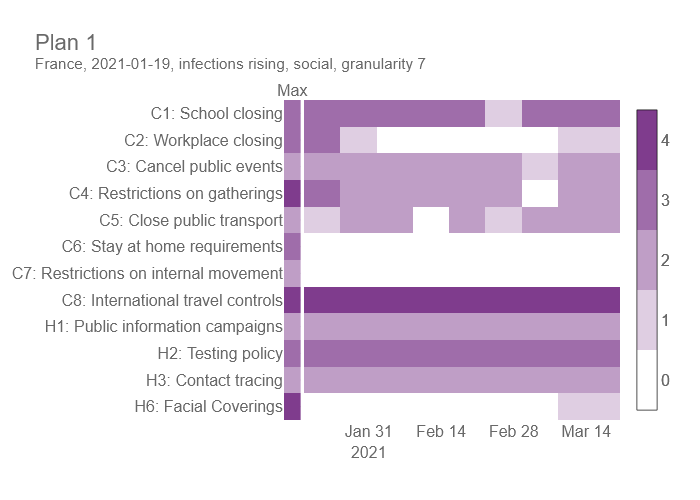 Plan 1
France, 2021-01-19, infections rising, social, granularity 7
Max
C1: School closing
C2: Workplace closing
C3: Cancel public events
C4: Restrictions on gatherings
C5: Close public transport
C6: Stay at home requirements
C7: Restrictions on internal movement
C8: International travel controls
H1: Public information campaigns
H2: Testing policy
H3: Contact tracing
H6: Facial Coverings
4
3
2
1
0
Jan 31 Feb 14 Feb 28 Mar 14
2021